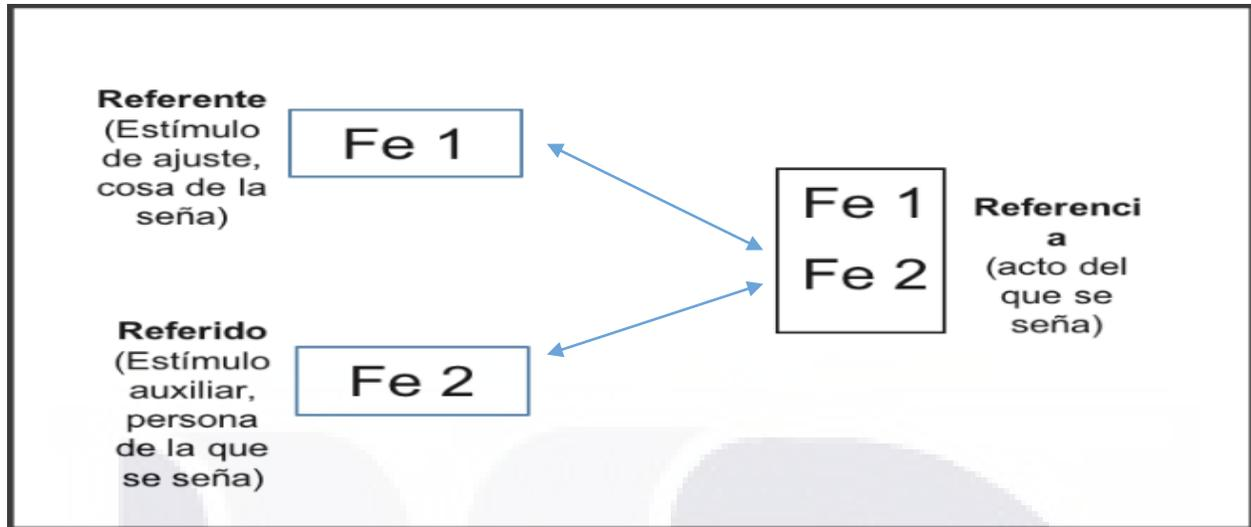 Referente
(Estímulo
de ajuste,
cosa de la
seña)
Fe 1
Fe 1
Fe 2
Referenci
a
(acto del
que se
seña)
Referido
(Estímulo
auxiliar,
persona
de la que
se seña)
Fe 2